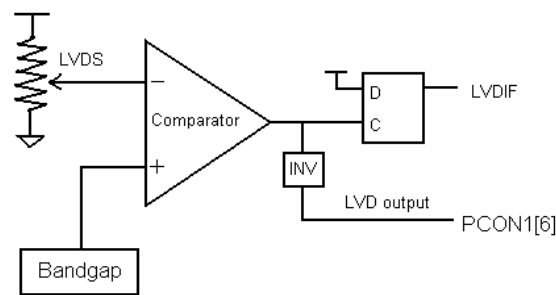 LVDS
−
Comparator
+
D
C
LVDIF
INV
LVD output
PCON1[6]
Bandgap